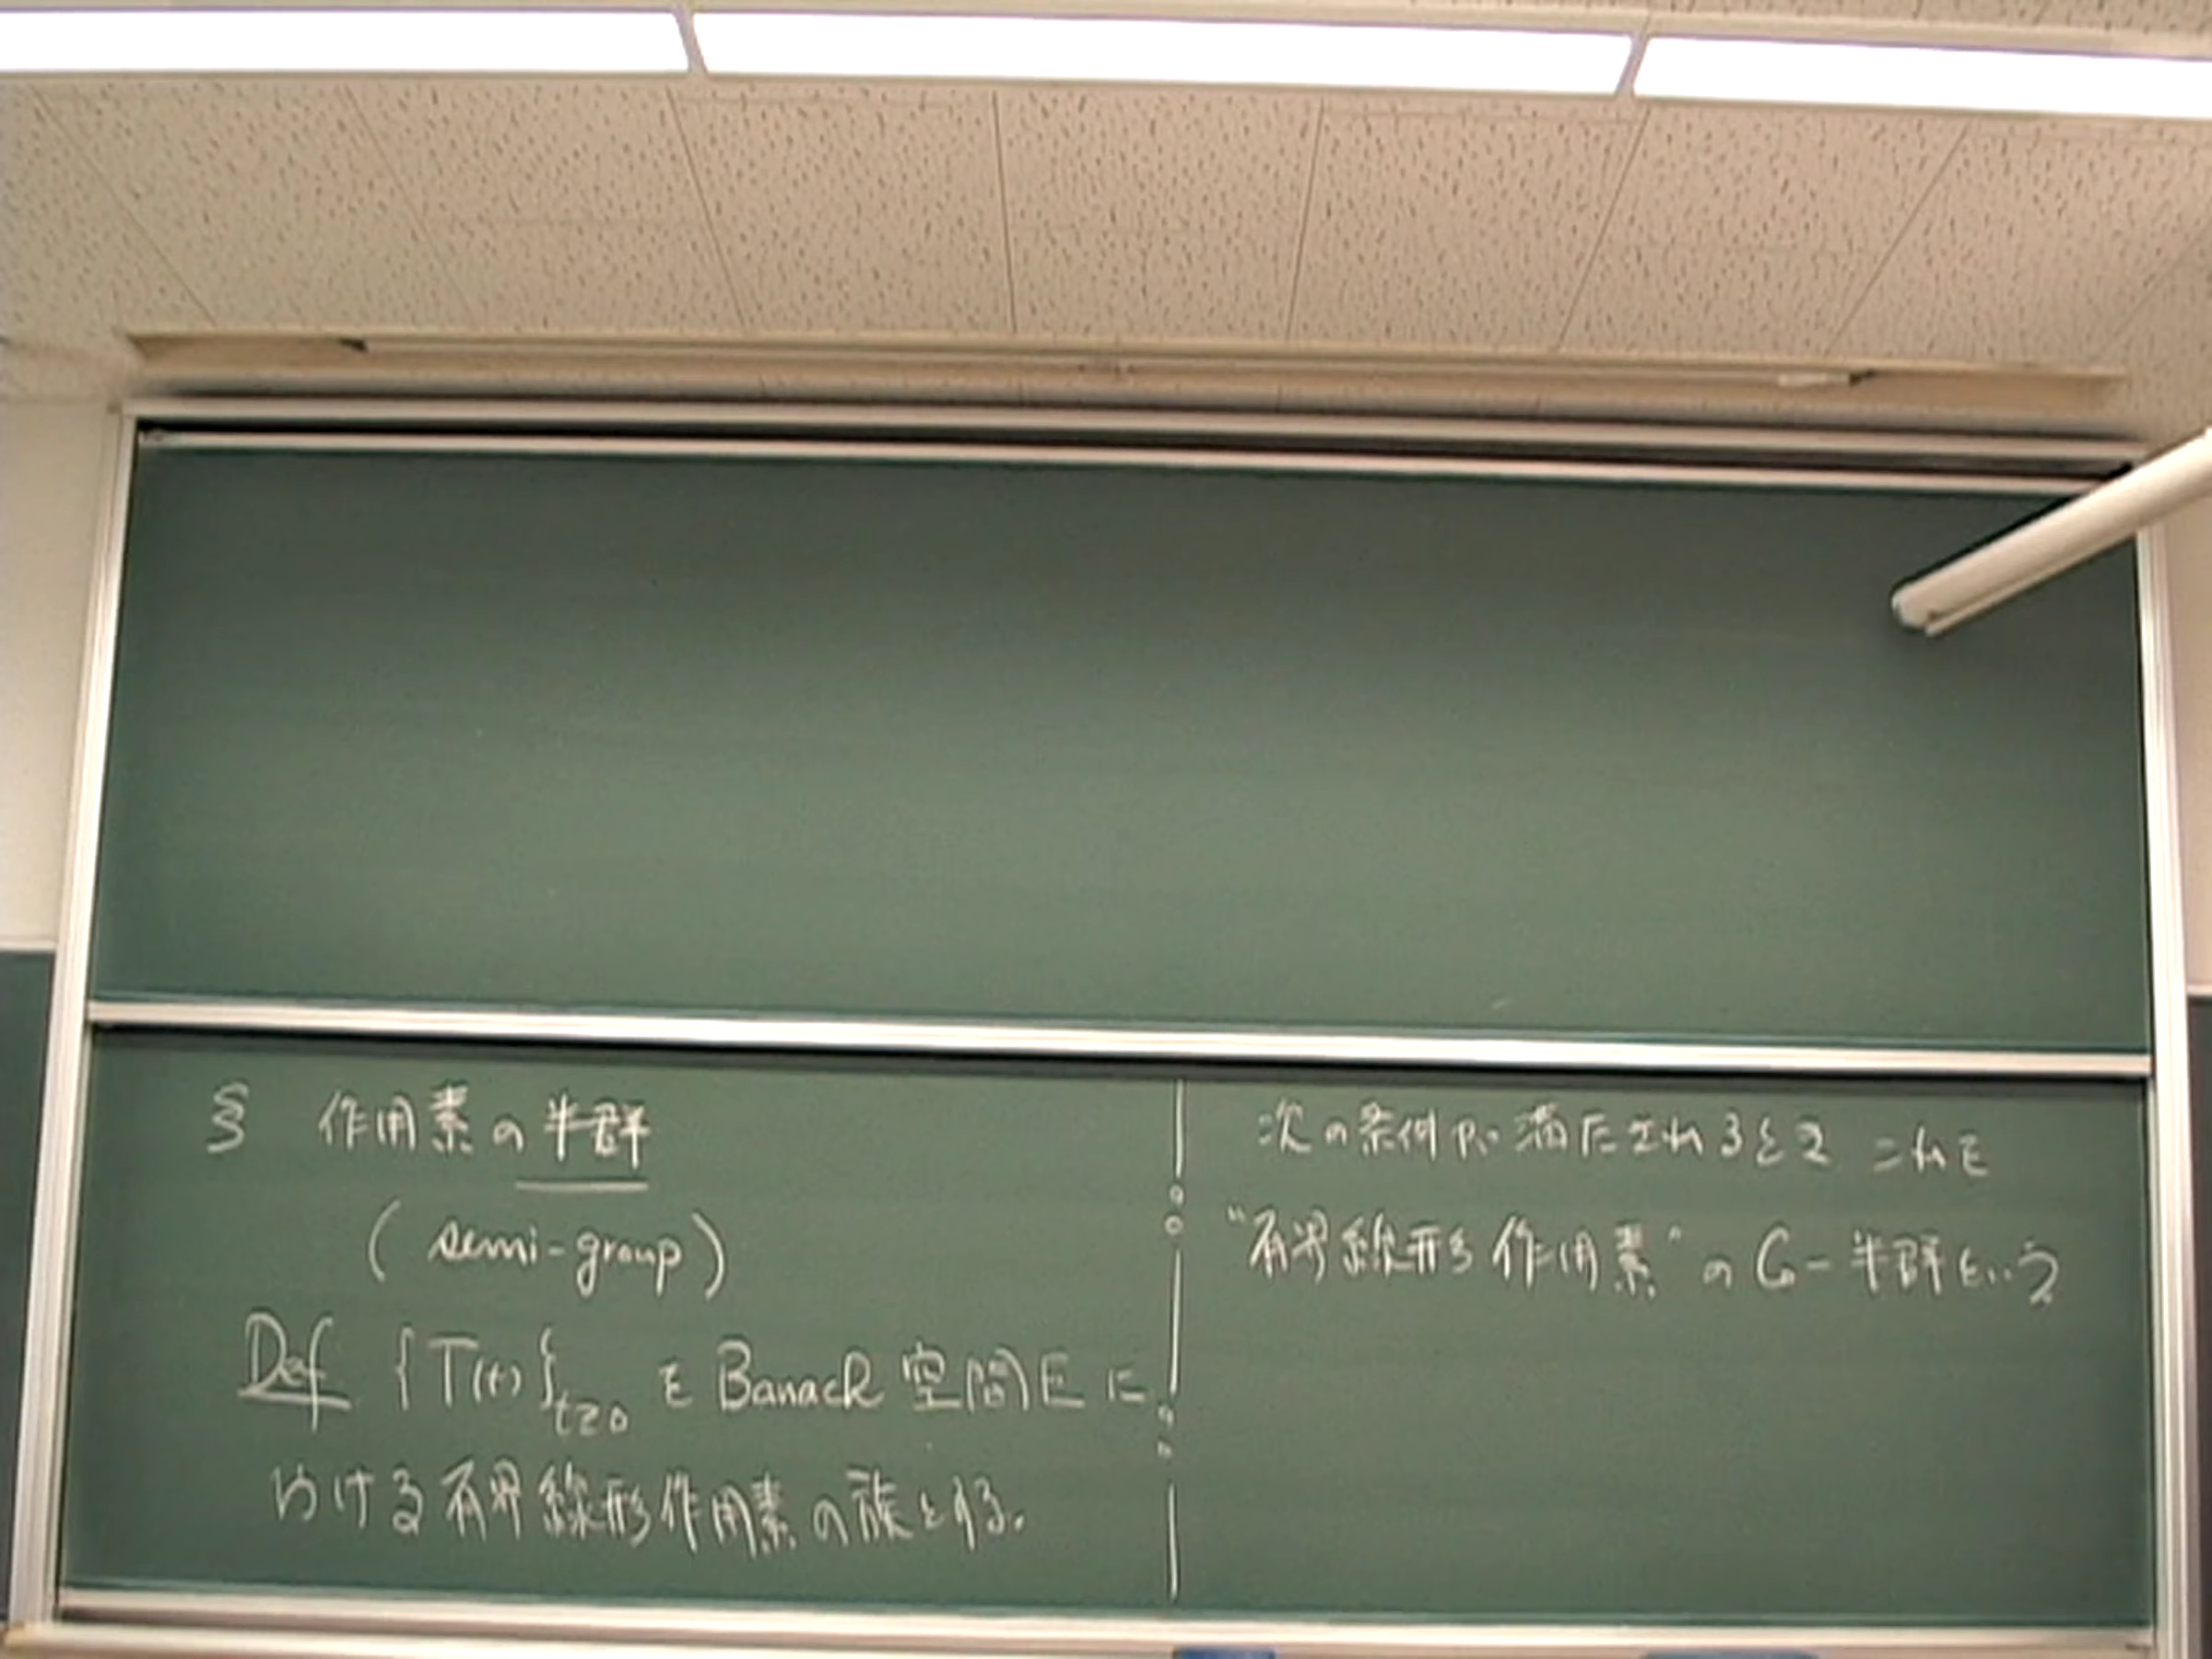 § 作用素の半群
(semi-group)
Def {T(t)}_{t≥0} を Banach 空間 E に
おける有界線形作用素の族とする.
次の条件が満たされるとき これを
"有界線形作用素"の C₀-半群という